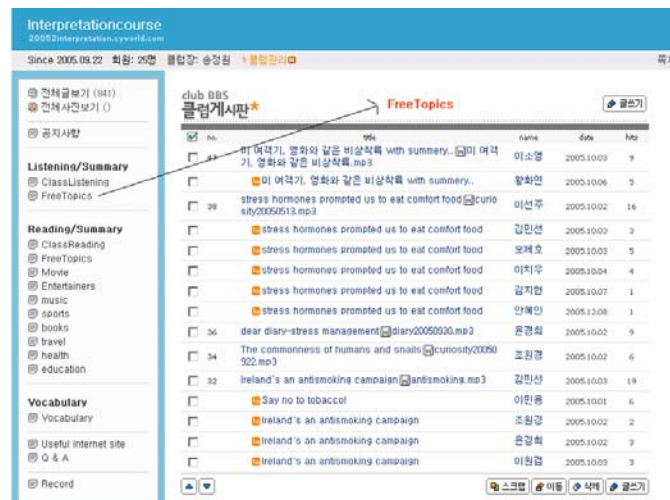 Interpretationcourse
20052interpretation.cyworld.com
Since 2005.09.22 회원: 25명 클럽장: 송정원 클럽관리
전체글보기 (841)
전체사진보기 ()
공지사항
Listening/Summary
ClassListening
FreeTopics
Reading/Summary
ClassReading
FreeTopics
Movie
Entertainers
music
sports
books
travel
health
education
Vocabulary
Vocabulary
Useful internet site
Q & A
Record
club BBS
클럽게시판*
FreeTopics
글쓰기
no. title name date hits
미 여객기, 영화와 같은 비상착륙 with summery.. 미 여객기, 영화와 같은 비상착륙.mp3 이소영 2005.10.03 9
미 여객기, 영화와 같은 비상착륙 with summery.. 황화연 2005.10.06 5
38 stress hormones prompted us to eat comfort food curio
sity20050513.mp3 이선주 2005.10.02 16
stress hormones prompted us to eat comfort food 김민선 2005.10.03 3
stress hormones prompted us to eat comfort food 오제호 2005.10.03 5
stress hormones prompted us to eat comfort food 이치우 2005.10.04 4
stress hormones prompted us to eat comfort food 김지현 2005.10.07 1
stress hormones prompted us to eat comfort food 안혜인 2005.12.08 1
36 dear diary-stress management diary20050930.mp3 윤경희 2005.10.02 9
34 The commonness of humans and snails curiosity20050
922.mp3 조원경 2005.10.02 6
32 Ireland's an antismoking campaign antismoking.mp3 김민선 2005.10.03 19
Say no to tobacco! 이민용 2005.10.01 6
Ireland's an antismoking campaign 조원경 2005.10.02 2
Ireland's an antismoking campaign 윤경희 2005.10.02 3
Ireland's an antismoking campaign 이원겸 2005.10.03 3
스크랩 이동 삭제 글쓰기